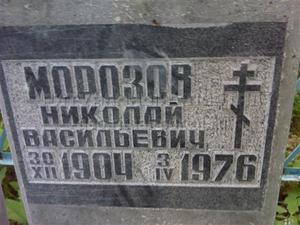 МОРОЗОВ
НИКОЛАЙ
ВАСИЛЬЕВИЧ
30 XII 1904 3 IV 1976